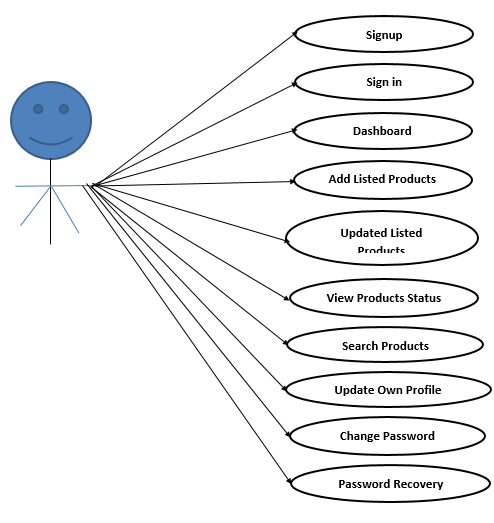 Signup
Sign in
Dashboard
Add Listed Products
Updated Listed
Products
View Products Status
Search Products
Update Own Profile
Change Password
Password Recovery